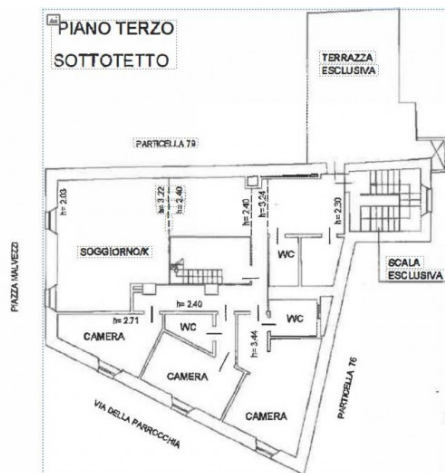 PIANO TERZO
SOTTOTETTO
TERRAZZA
ESCLUSIVA
PARTICELLA 79
h= 2.03
h= 3.22
h= 2.40
h= 2.40
h= 3.24
h= 2.30
SOGGIORNO/K
WC
SCALA
ESCLUSIVA
PIAZZA MALVEZZI
h= 2.40
h= 2.71
WC
WC
CAMERA
h= 3.44
CAMERA
CAMERA
PARTICELLA 76
VIA DELLA PARROCCHIA